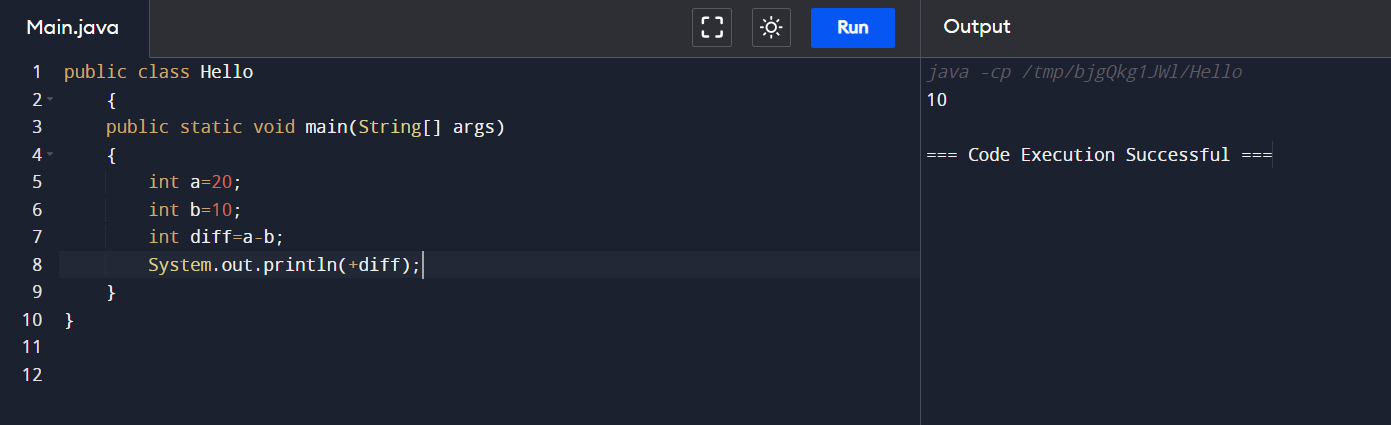 Main.java
Run
Output
1 public class Hello
2 {
3 public static void main(String[] args)
4 {
5 int a=20;
6 int b=10;
7 int diff=a-b;
8 System.out.println(+diff);
9 }
10 }
11
12
java -cp /tmp/bjgQkg1JWl/Hello
10
=== Code Execution Successful ===